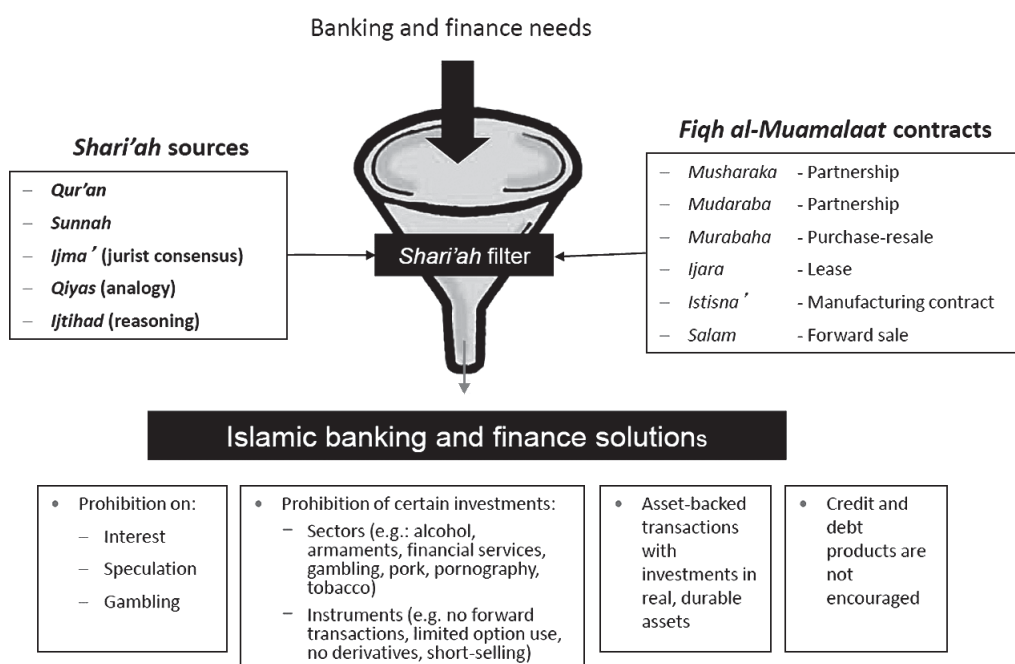 Banking and finance needs
Shari’ah sources
– Qur’an
– Sunnah
– Ijma’ (jurist consensus)
– Qiyas (analogy)
– Ijtihad (reasoning)
Shari’ah filter
Fiqh al-Muamalaat contracts
– Musharaka - Partnership
– Mudaraba - Partnership
– Murabaha - Purchase-resale
– Ijara - Lease
– Istisna’ - Manufacturing contract
– Salam - Forward sale
Islamic banking and finance solutions
• Prohibition on:
– Interest
– Speculation
– Gambling
• Prohibition of certain investments:
– Sectors (e.g.: alcohol,
armaments, financial services,
gambling, pork, pornography,
tobacco)
– Instruments (e.g. no forward
transactions, limited option use,
no derivatives, short-selling)
• Asset-backed
transactions
with
investments in
real, durable
assets
• Credit and
debt
products are
not
encouraged